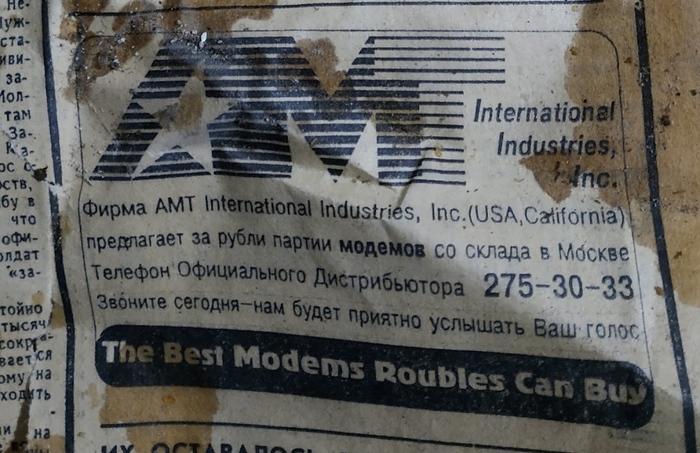 AMT
International
Industries,
Inc.
Фирма AMT International Industries, Inc.(USA,California)
предлагает за рубли партии модемов со склада в Москве
Телефон Официального Дистрибьютора 275-30-33
Звоните сегодня-нам будет приятно услышать Ваш голос
The Best Modems Roubles Can Buy
ИХ ОСТАВАЛОСЬ